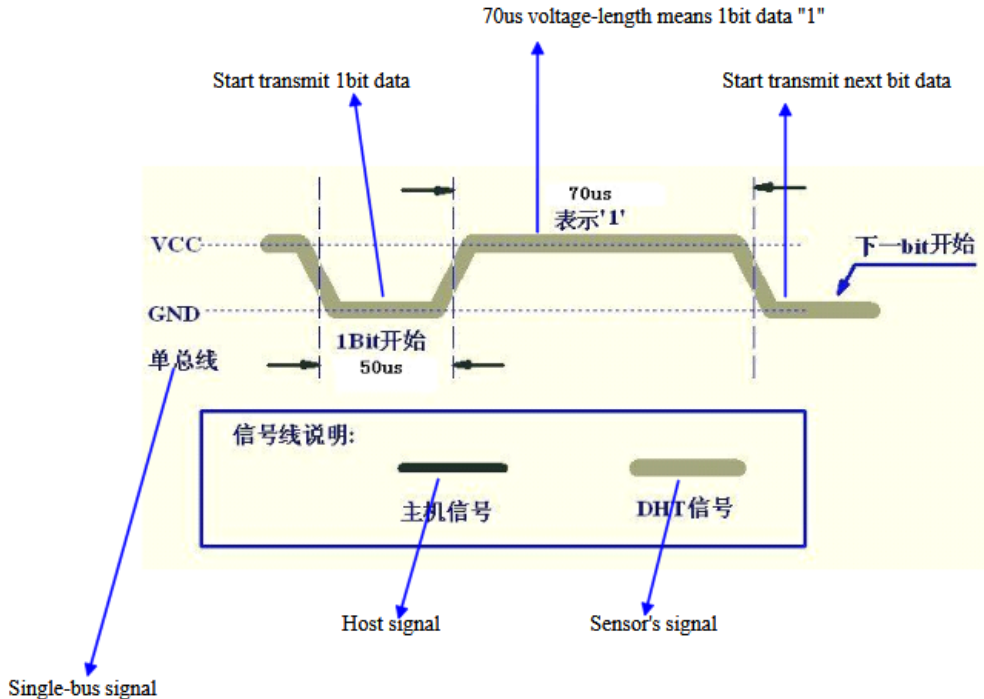 70us voltage-length means 1bit data "1"
Start transmit 1bit data
Start transmit next bit data
70us
表示'1'
VCC
下一bit开始
GND
1Bit开始
单总线
50us
信号线说明:
主机信号
DHT信号
Host signal
Sensor's signal
Single-bus signal